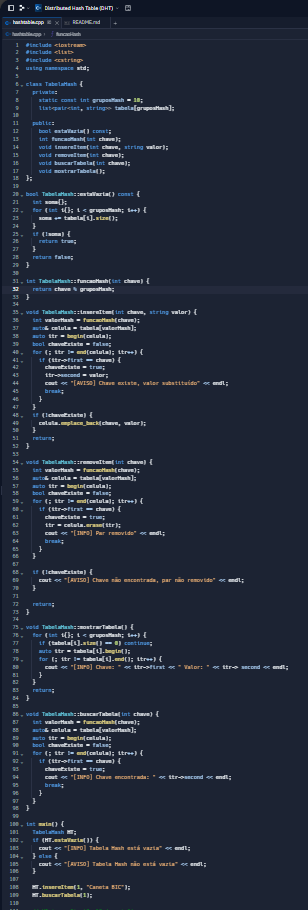 Distributed Hash Table (DHT)
hashtable.cpp
README.md
hashtable.cpp > funcaoHash
1 #include <iostream>
2 #include <list>
3 #include <cstring>
4 using namespace std;
5
6 class TabelaHash {
7 private:
8 static const int gruposHash = 10;
9 list<pair<int, string>> tabela[gruposHash];
10
11 public:
12 bool estaVaria() const;
13 int funcaoHash(int chave);
14 void insereItem(int chave, string valor);
15 void removeItem(int chave);
16 void buscarTabela(int chave);
17 void mostrarTabela();
18 };
19
20 bool TabelaHash::estaVaria() const {
21 int soma{};
22 for (int i{}; i < gruposHash; i++) {
23 soma += tabela[i].size();
24 }
25 if (!soma) {
26 return true;
27 }
28 return false;
29 }
30
31 int TabelaHash::funcaoHash(int chave) {
32 return chave % gruposHash;
33 }
34
35 void TabelaHash::insereItem(int chave, string valor) {
36 int valorHash = funcaoHash(chave);
37 auto& celula = tabela[valorHash];
38 auto itr = begin(celula);
39 bool chaveExiste = false;
40 for (; itr != end(celula); itr++) {
41 if (itr->first == chave) {
42 chaveExiste = true;
43 itr->second = valor;
44 cout << "[AVISO] Chave existe, valor substituído" << endl;
45 break;
46 }
47 }
48 if (!chaveExiste) {
49 celula.emplace_back(chave, valor);
50 }
51 return;
52 }
53
54 void TabelaHash::removeItem(int chave) {
55 int valorHash = funcaoHash(chave);
56 auto& celula = tabela[valorHash];
57 auto itr = begin(celula);
58 bool chaveExiste = false;
59 for (; itr != end(celula); itr++) {
60 if (itr->first == chave) {
61 chaveExiste = true;
62 itr = celula.erase(itr);
63 cout << "[INFO] Par removido" << endl;
64 break;
65 }
66 }
67
68 if (!chaveExiste) {
69 cout << "[AVISO] Chave não encontrada, par não removido" << endl;
70 }
71
72 return;
73 }
74
75 void TabelaHash::mostrarTabela() {
76 for (int i{}; i < gruposHash; i++) {
77 if (tabela[i].size() == 0) continue;
78 auto itr = tabela[i].begin();
79 for (; itr != tabela[i].end(); itr++) {
80 cout << "[INFO] Chave: " << itr->first << " Valor: " << itr-> second << endl;
81 }
82 }
83 return;
84 }
85
86 void TabelaHash::buscarTabela(int chave) {
87 int valorHash = funcaoHash(chave);
88 auto& celula = tabela[valorHash];
89 auto itr = begin(celula);
90 bool chaveExiste = false;
91 for (; itr != end(celula); itr++) {
92 if (itr->first == chave) {
93 chaveExiste = true;
94 cout << "[INFO] Chave encontrada: " << itr->second << endl;
95 break;
96 }
97 }
98 }
99
100 int main() {
101 TabelaHash HT;
102 if (HT.estaVaria()) {
103 cout << "[INFO] Tabela Hash está vazia" << endl;
104 } else {
105 cout << "[AVISO] Tabela Hash não está vazia" << endl;
106 }
107
108 HT.insereItem(1, "Caneta BIC");
109 HT.buscarTabela(1);
110